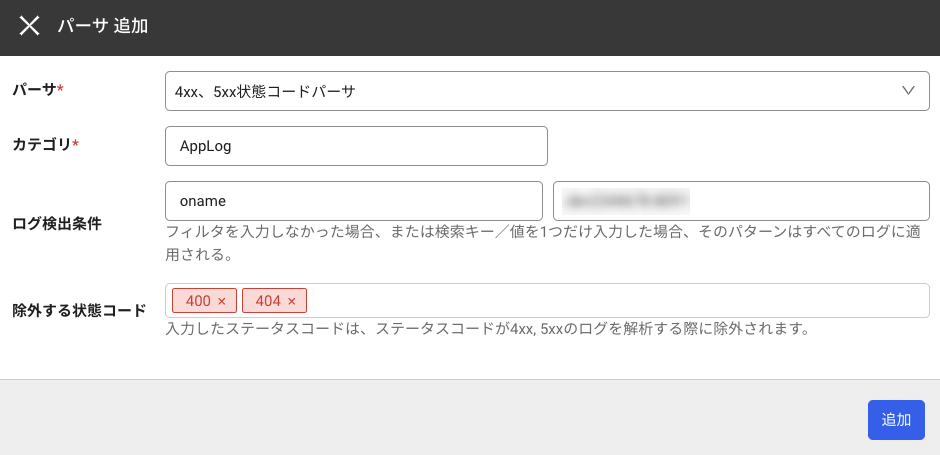 パーサ 追加
パーサ*
4xx、5xx状態コードパーサ
カテゴリ*
AppLog
ログ検出条件
oname
フィルタを入力しなかった場合、または検索キー／値を1つだけ入力した場合、そのパターンはすべてのログに適
用される。
除外する状態コード
400 ×
404 ×
入力したステータスコードは、ステータスコードが4xx, 5xxのログを解析する際に除外されます。
追加